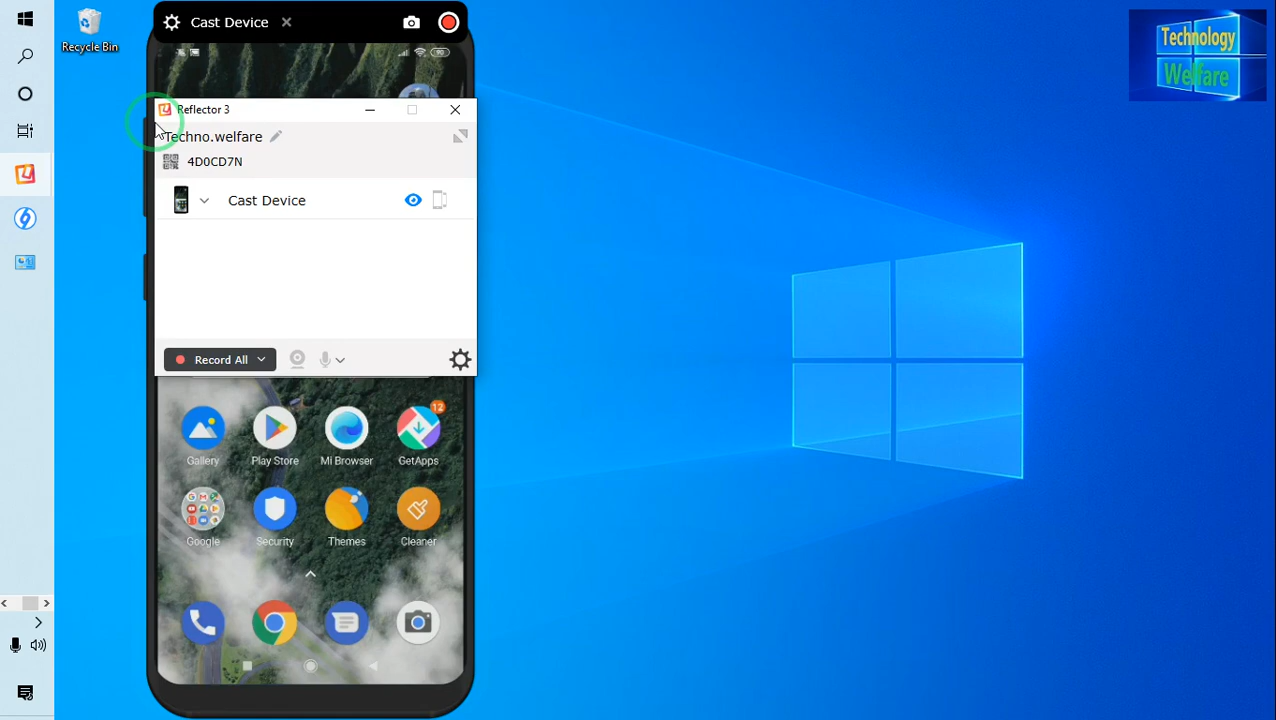 Recycle Bin
Cast Device
90
Technology
Welfare
Reflector 3
Techno.welfare
4D0CD7N
Cast Device
Record All
12
Gallery
Play Store
Mi Browser
GetApps
Google
Security
Themes
Cleaner